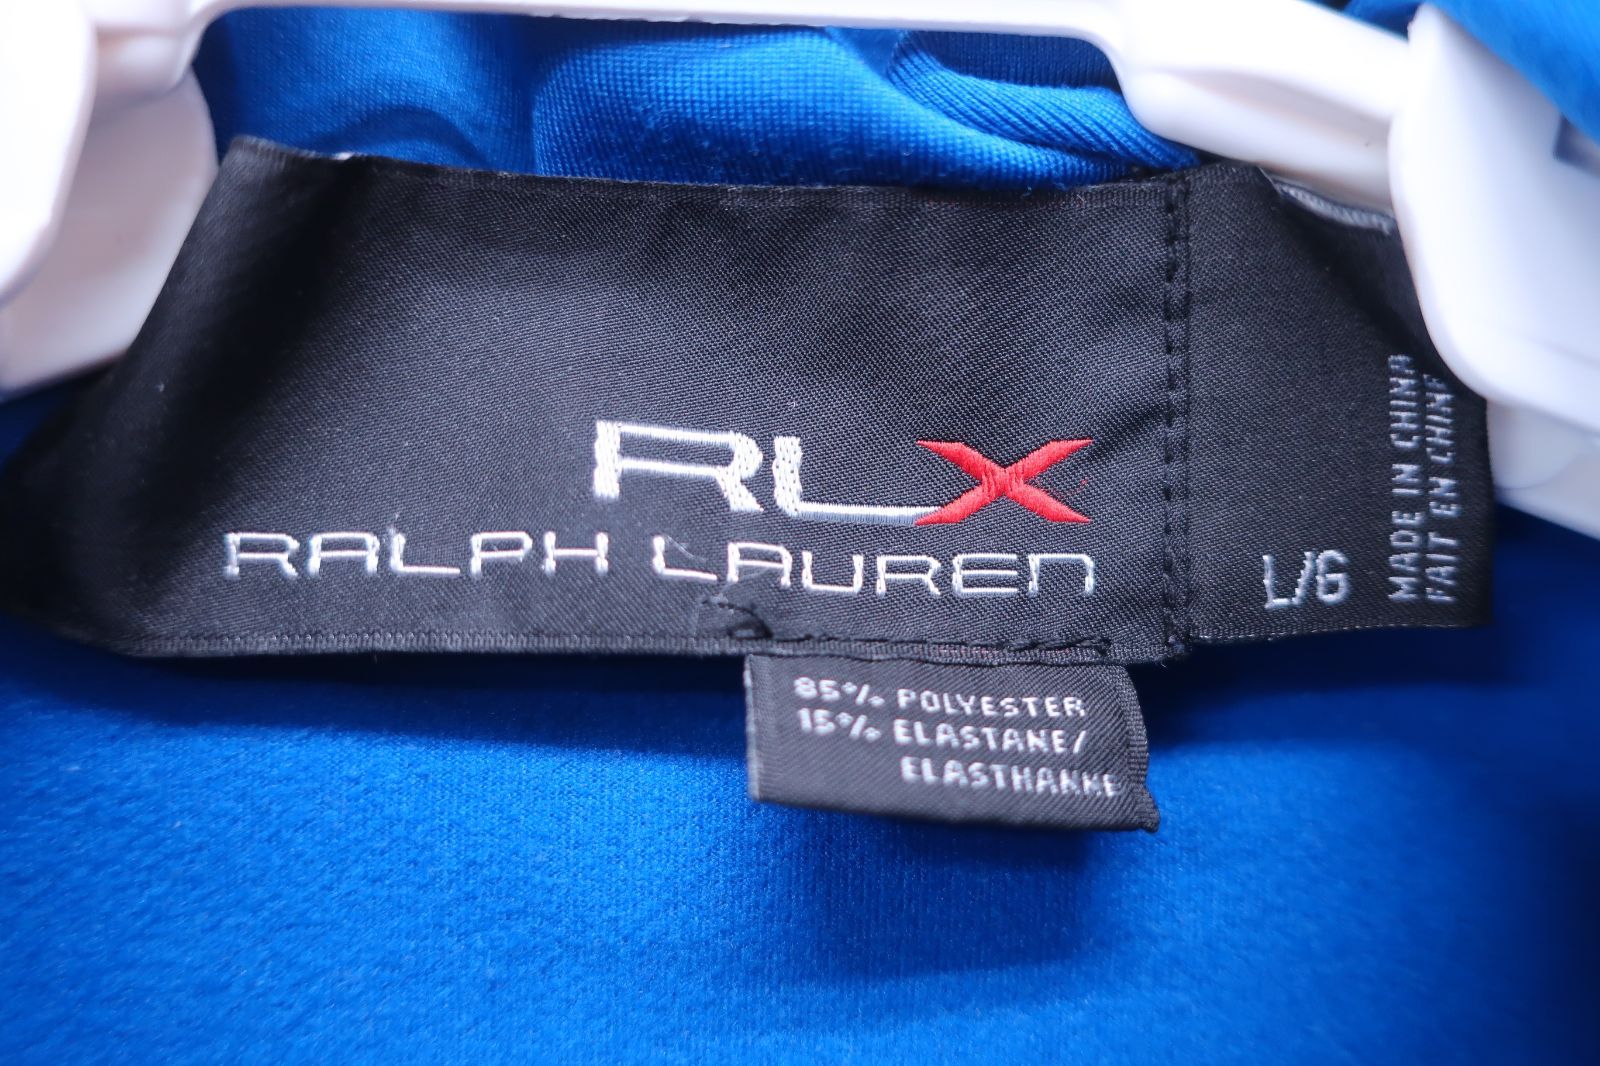 RLX
RALPH LAUREN
L/G
MADE IN CHINA
FAIT EN CHINE
85% POLYESTER
15% ELASTANE/
ELASTHANNE